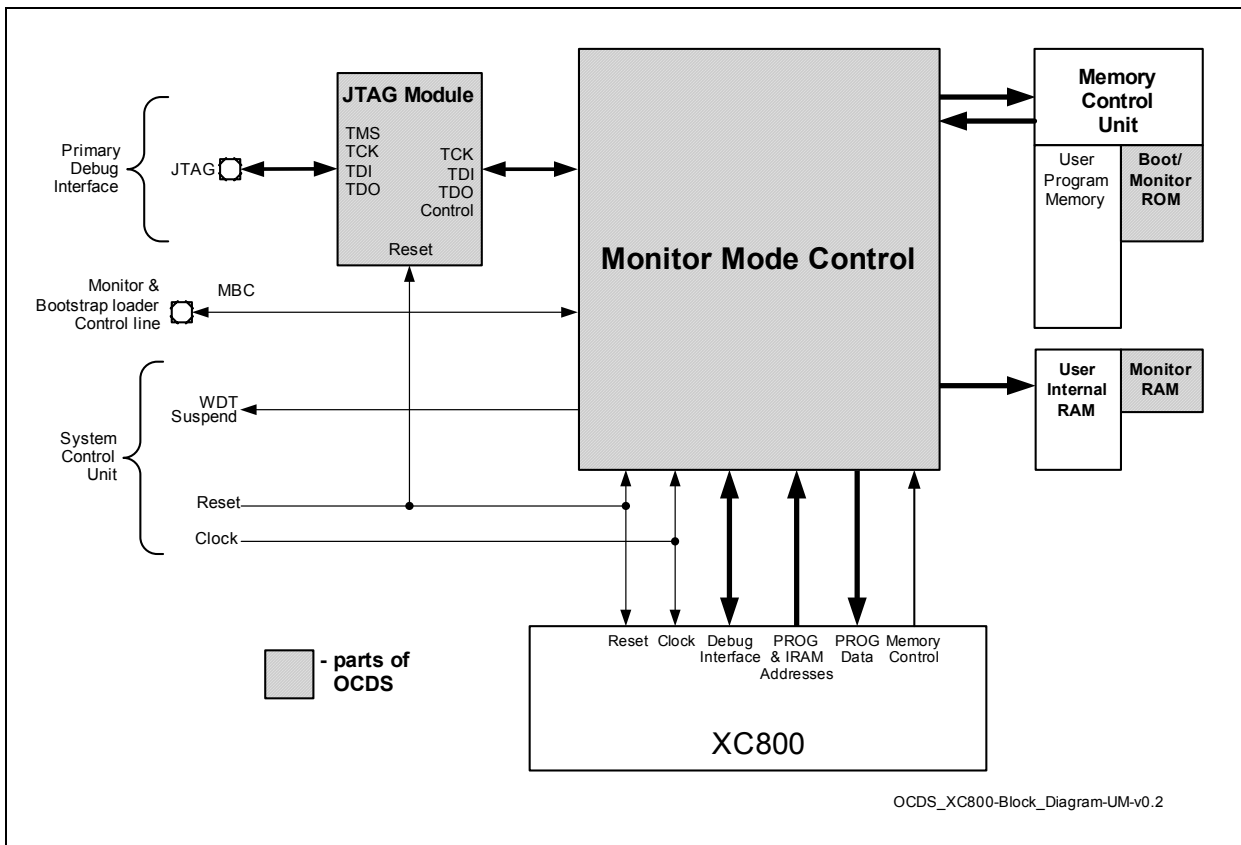 JTAG Module
TMS
TCK
TDI
TDO
TCK
TDI
TDO
Control
Reset
Primary
Debug
Interface
JTAG
Monitor &
Bootstrap loader
Control line
MBC
System
Control
Unit
WDT
Suspend
Reset
Clock
Monitor Mode Control
Memory
Control
Unit
User
Program
Memory
Boot/
Monitor
ROM
User
Internal
RAM
Monitor
RAM
Reset
Clock
Debug
Interface
PROG
& IRAM
Addresses
PROG
Data
Memory
Control
XC800
- parts of
OCDS
OCDS_XC800-Block_Diagram-UM-v0.2